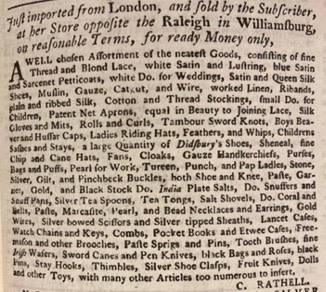 Just imported from London, and sold by the Subscriber,
at her Store opposite the Raleigh in Williamsburg,
on reasonable Terms, for ready Money only,
A WELL chosen Assortment of the neatest Goods, consisting of fine
Thread and Blond Lace, white Satin and Lustring, blue Satin
and Sarcenet Petticoats, white Do. for Weddings, Satin and Queen Silk
Shoes, Muslin, Gauze, Catgut, and Wire, worked Linen, Ribands,
plain and ribbed Silk, Cotton and Thread Stockings, small Do. for
Children, Patent Net Aprons, equal in Beauty to Joining Lace, Silk
Gloves and Mits, Rolls and Curls, Tambour Sword Knots, Boys Bea-
ver and Hussar Caps, Ladies Riding Hats, Feathers, and Whips, Childrens
Sashes and Stays, a large Quantity of Didsbury's Shoes, Sheneal, fine
Chip and Cane Hats, Fans, Cloaks, Gauze Handkerchiefs, Purses,
Bags and Puffs, Pearl for Work, Tureen, Punch, and Pap Ladles, Stone,
Silver, Gilt, and Pinchbeck Buckles, both Shoe and Knee, Paste, Gar-
net, Gold, and Black Stock Do. India Plate Salts, Do. Snuffers and
Snuff Pans, Silver Tea Spoons, Tea Tongs, Salt Shovels, Do. Coral and
Bells, Paste, Marcasite, Pearl, and Bead Necklaces and Earrings, Gold
Wires, Silver bowed Scissors and Silver tipped Sheaths, Lancet Cases,
Watch Chains and Keys, Combs, Pocket Books and Etwee Cases, Free-
mason and other Brooches, Paste Sprigs and Pins, Tooth Brushes, fine
Irish Wafers, Sword Canes and Pen Knives, black Bags and Roses, black
Pins, Stay Hooks, Thimbles, Silver Shoe Clasps, Fruit Knives, Dolls
and other Toys, with many other Articles too numerous to insert.
C. RATHELL.